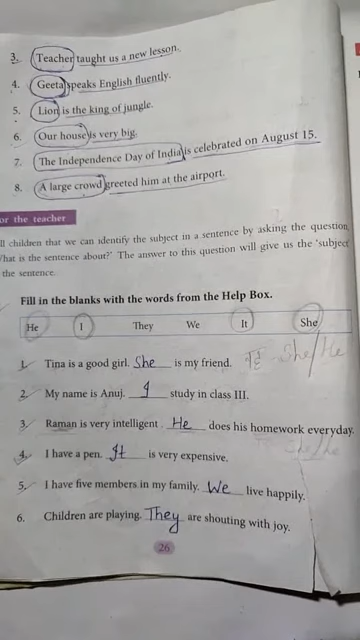 3. Teacher taught us a new lesson.
4. Geeta speaks English fluently.
5. Lion is the king of jungle.
6. Our house is very big.
7. The Independence Day of India is celebrated on August 15.
8. A large crowd greeted him at the airport.
or the teacher
ll children that we can identify the subject in a sentence by asking the question,
What is the sentence about?' The answer to this question will give us the 'subject
the sentence.
Fill in the blanks with the words from the Help Box.
He I They We It She
1. Tina is a good girl. She is my friend. She/He
2. My name is Anuj. I study in class III.
3. Raman is very intelligent. He does his homework everyday.
4. I have a pen. It is very expensive. She/he
5. I have five members in my family. We live happily.
6. Children are playing. They are shouting with joy.
26